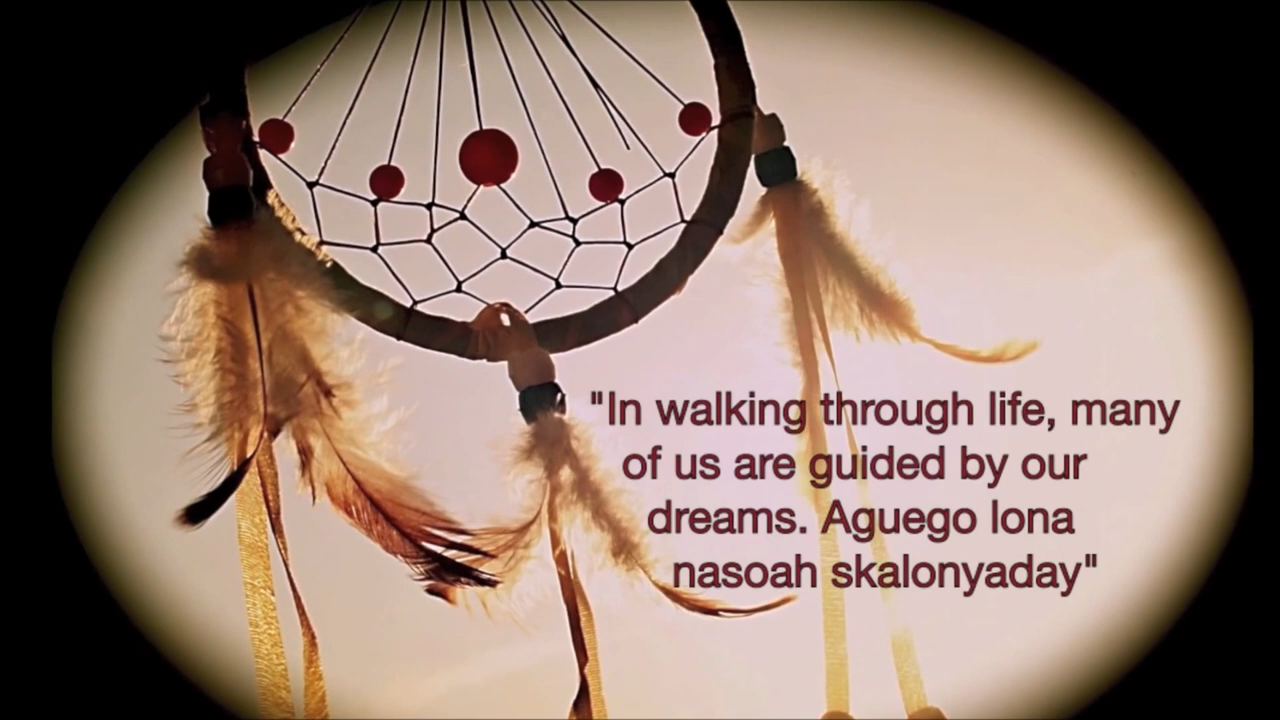 "In walking through life, many
of us are guided by our
dreams. Aguego lona
nasoah skalonyaday"